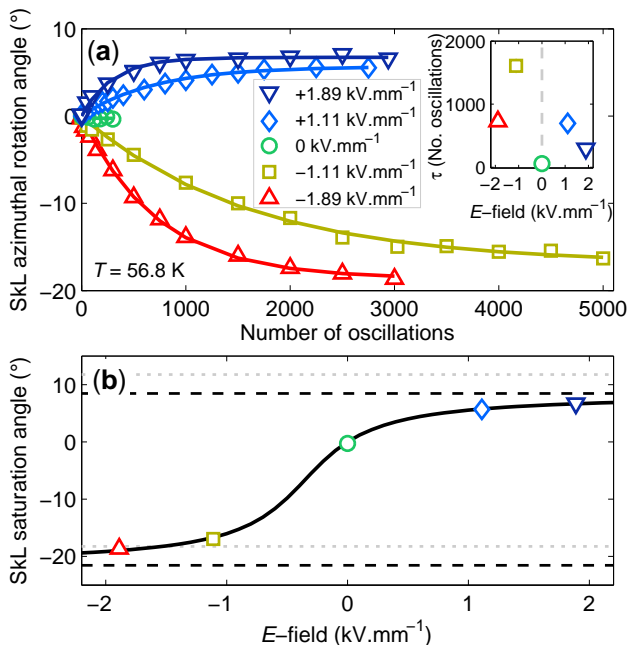 (a)
SkL azimuthal rotation angle (°)
10
0
−10
−20
0
1000
2000
3000
4000
5000
Number of oscillations
T = 56.8 K
+1.89 kV.mm−1
+1.11 kV.mm−1
0 kV.mm−1
−1.11 kV.mm−1
−1.89 kV.mm−1
τ (No. oscillations)
2000
1000
0
−2
−1
0
1
2
E−field (kV.mm−1)
(b)
SkL saturation angle (°)
10
0
−10
−20
−2
−1
0
1
2
E−field (kV.mm−1)